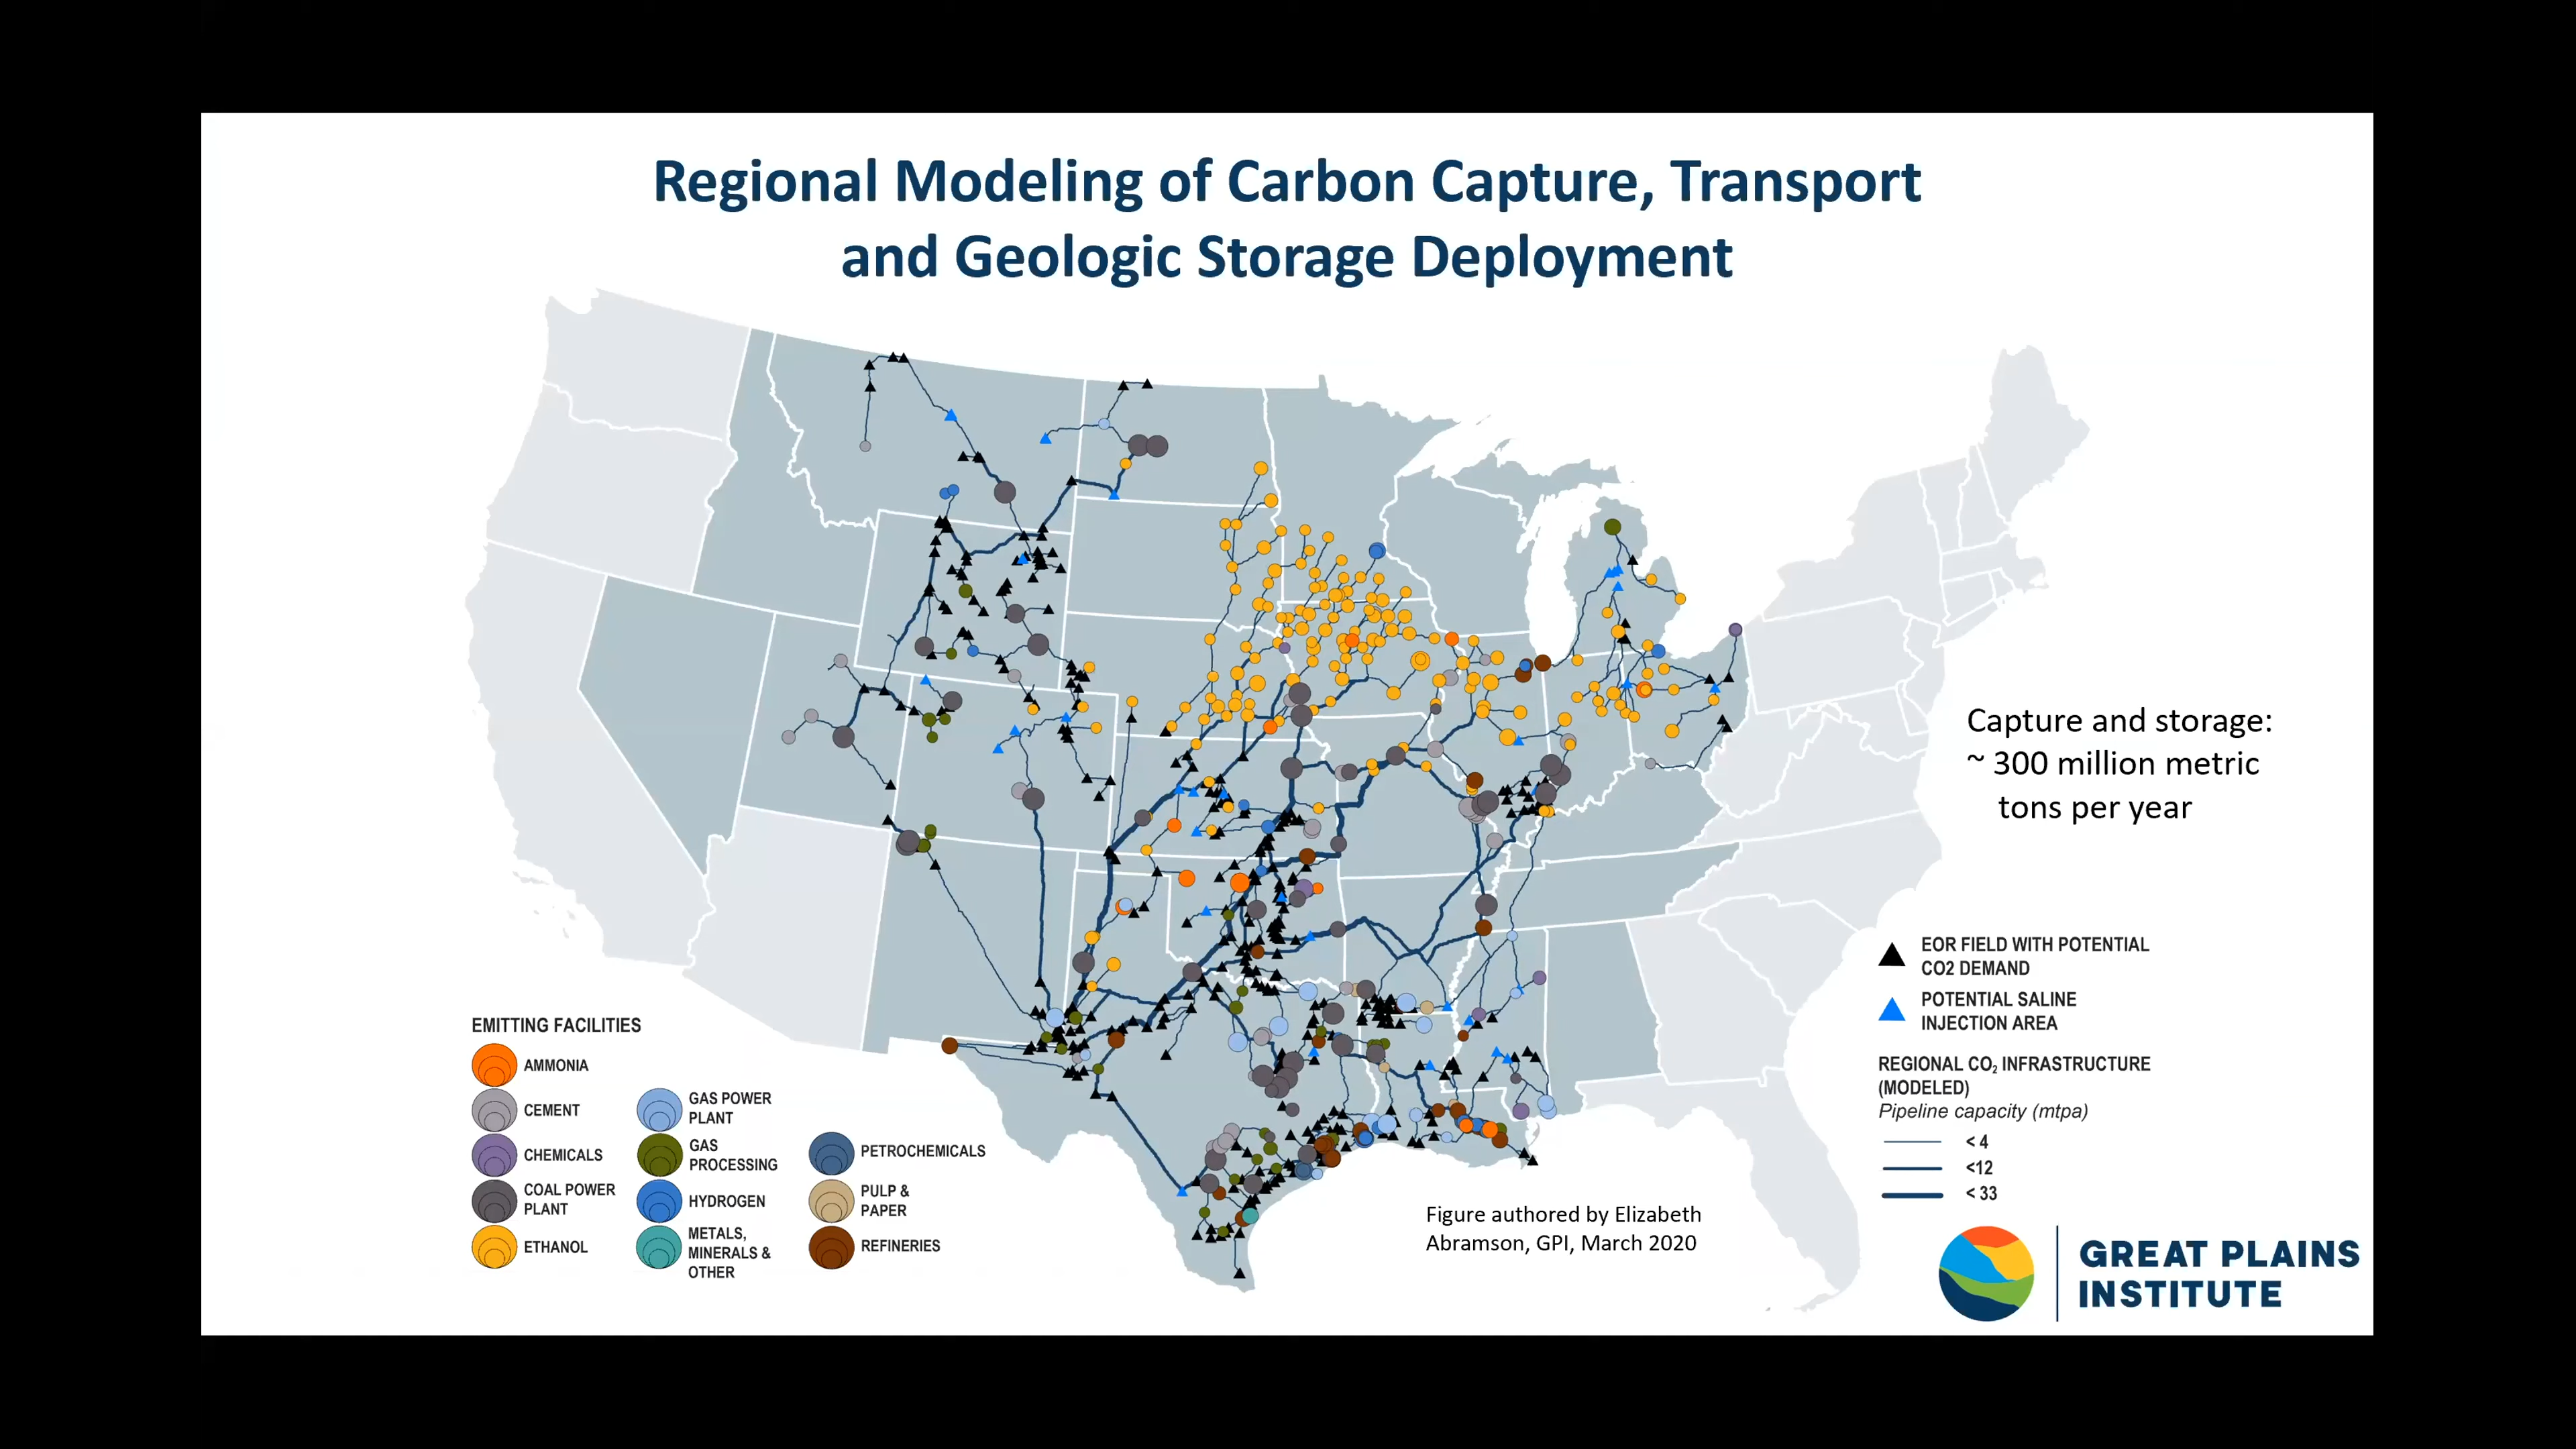 Regional Modeling of Carbon Capture, Transport
and Geologic Storage Deployment
Capture and storage:
~ 300 million metric
tons per year
EOR FIELD WITH POTENTIAL
CO2 DEMAND
POTENTIAL SALINE
INJECTION AREA
REGIONAL CO₂ INFRASTRUCTURE
(MODELED)
Pipeline capacity (mtpa)
< 4
<12
< 33
EMITTING FACILITIES
AMMONIA
CEMENT
CHEMICALS
COAL POWER
PLANT
ETHANOL
GAS POWER
PLANT
GAS
PROCESSING
HYDROGEN
METALS,
MINERALS &
OTHER
PETROCHEMICALS
PULP &
PAPER
REFINERIES
Figure authored by Elizabeth
Abramson, GPI, March 2020
GREAT PLAINS
INSTITUTE